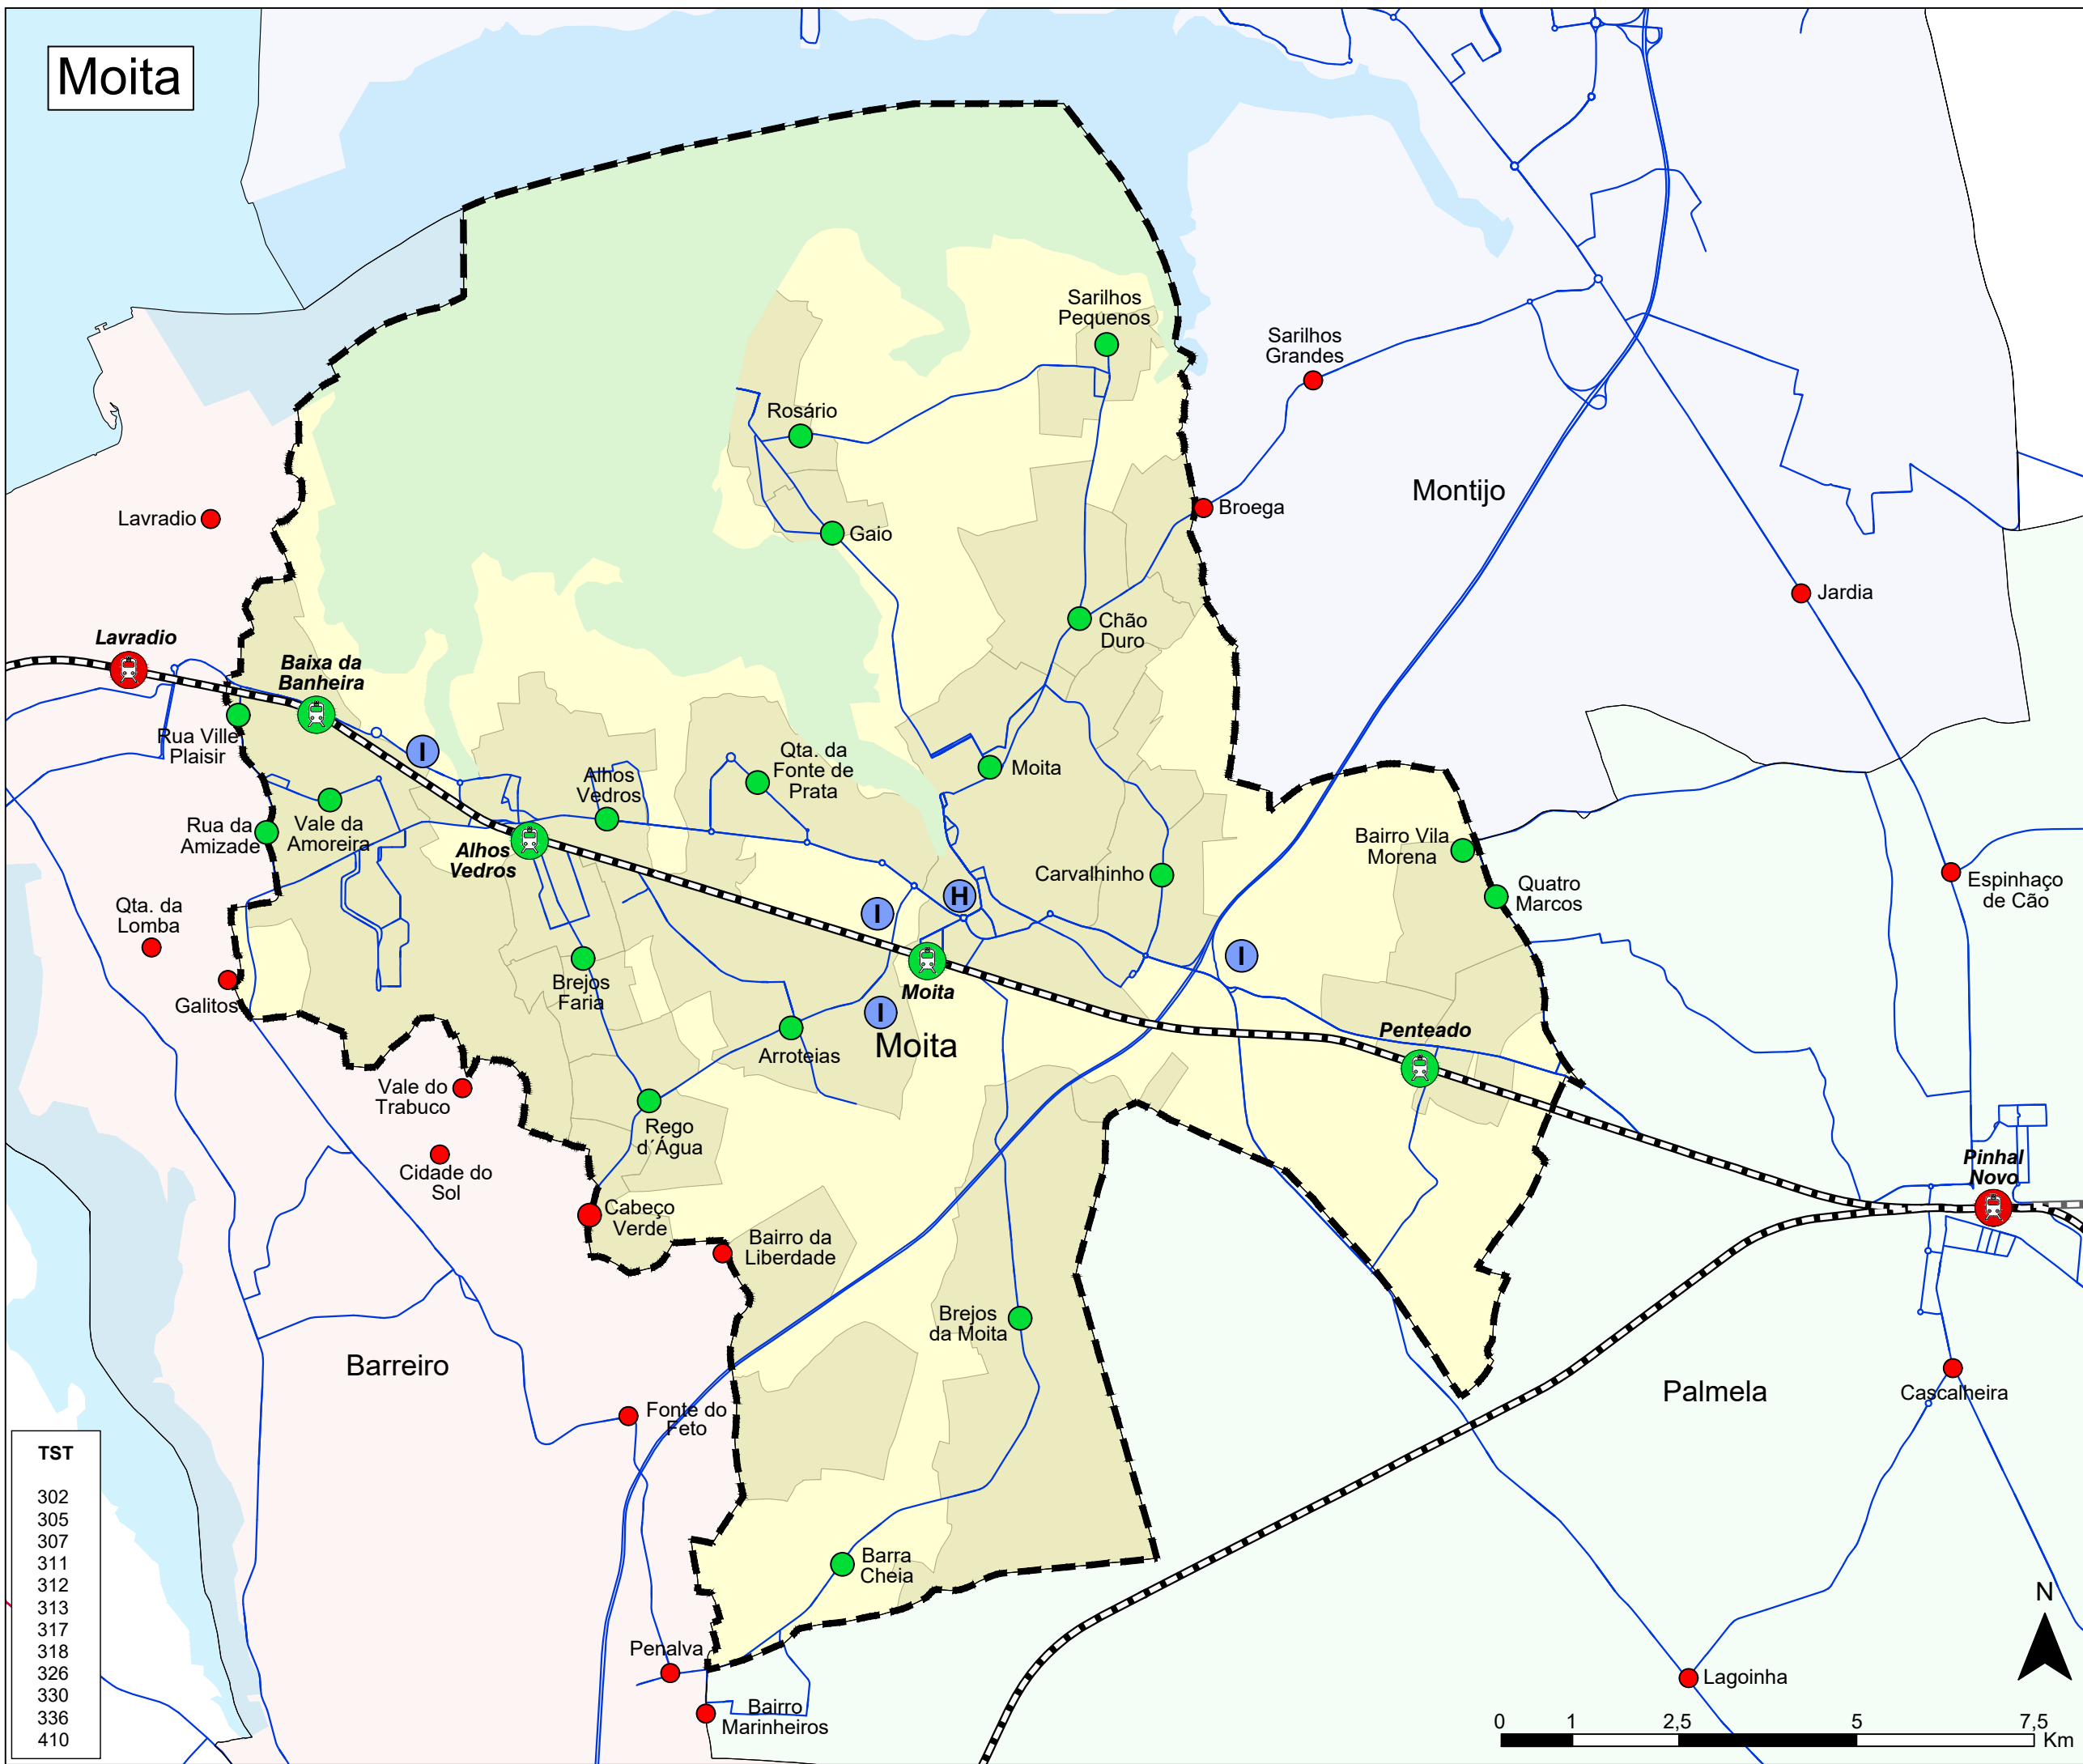 Moita
Sarilhos
Pequenos
Sarilhos
Grandes
Rosário
Montijo
Broega
Lavradio
Gaio
Jardia
Chão
Duro
Lavradio
Baixa da
Banheira
Rua Ville
Plaisir
I
Qta. da
Fonte de
Prata
Moita
Alhos
Vedros
Rua da
Amizade
Vale da
Amoreira
Alhos
Vedros
Bairro Vila
Morena
Carvalhinho
Quatro
Marcos
Espinhaço
de Cão
Qta. da
Lomba
I
H
I
Galitos
Brejos
Faria
Moita
I
Moita
Arroteias
Penteado
Vale do
Trabuco
Rego
d´Água
Cidade do
Sol
Pinhal
Novo
Cabeço
Verde
Bairro da
Liberdade
Brejos
da Moita
Barreiro
Palmela
Cascalheira
Fonte do
Feto
TST
302
305
307
311
312
313
317
318
326
330
336
410
Barra
Cheia
N
Penalva
Lagoinha
Bairro
Marinheiros
0 1 2,5 5 7,5
Km